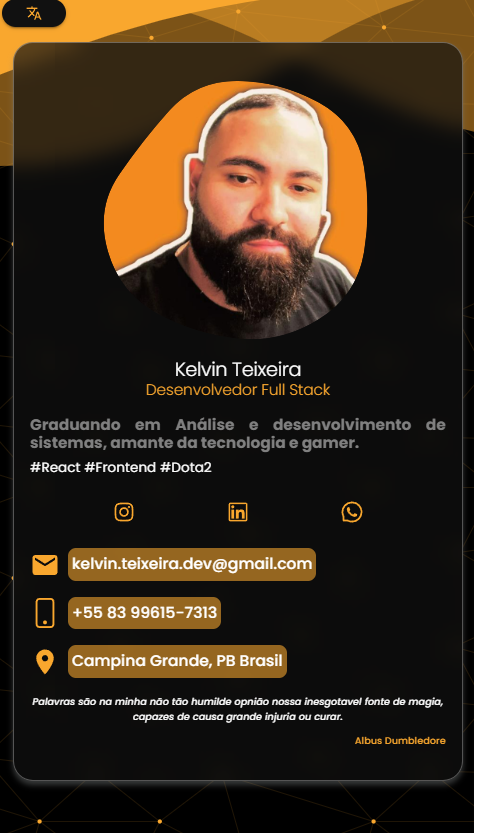 Kelvin Teixeira
Desenvolvedor Full Stack
Graduando em Análise e desenvolvimento de
sistemas, amante da tecnologia e gamer.
#React #Frontend #Dota2
kelvin.teixeira.dev@gmail.com
+55 83 99615-7313
Campina Grande, PB Brasil
Palavras são na minha não tão humilde opnião nossa inesgotavel fonte de magia,
capazes de causa grande injuria ou curar.
Albus Dumbledore